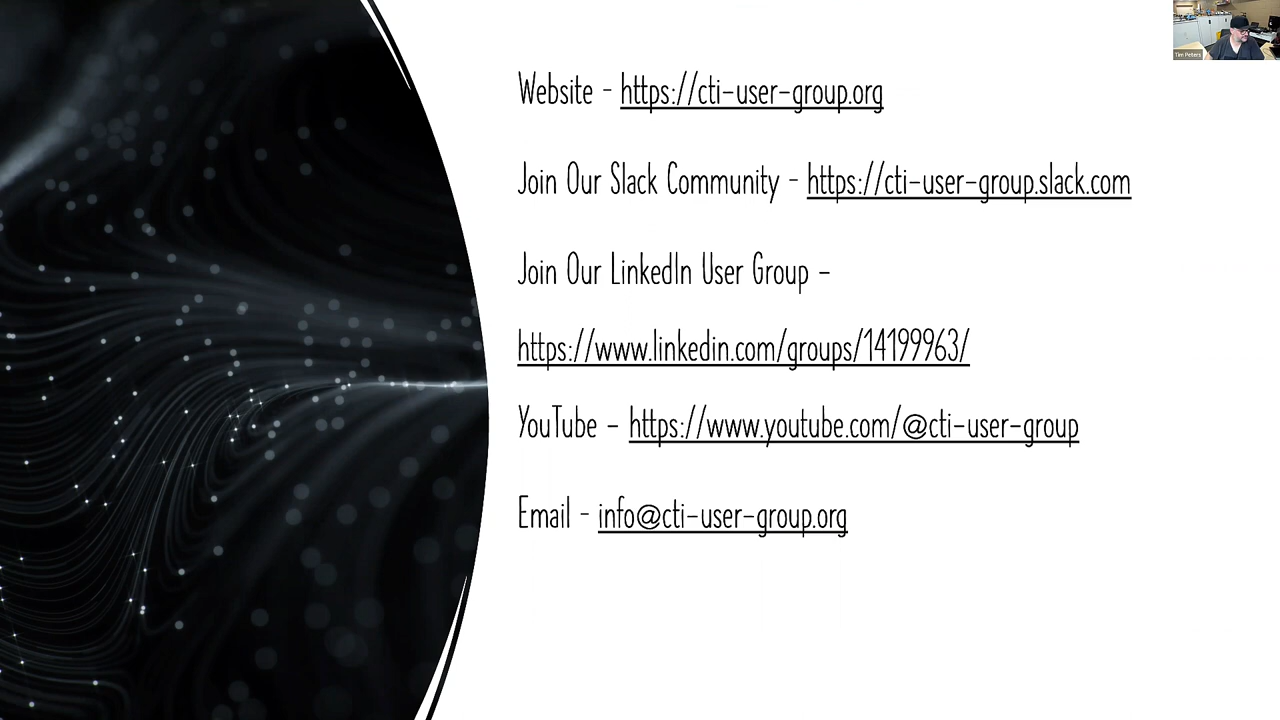 Website - https://cti-user-group.org
Join Our Slack Community - https://cti-user-group.slack.com
Join Our LinkedIn User Group -
https://www.linkedin.com/groups/14199963/
YouTube - https://www.youtube.com/@cti-user-group
Email - info@cti-user-group.org
Tim Peters